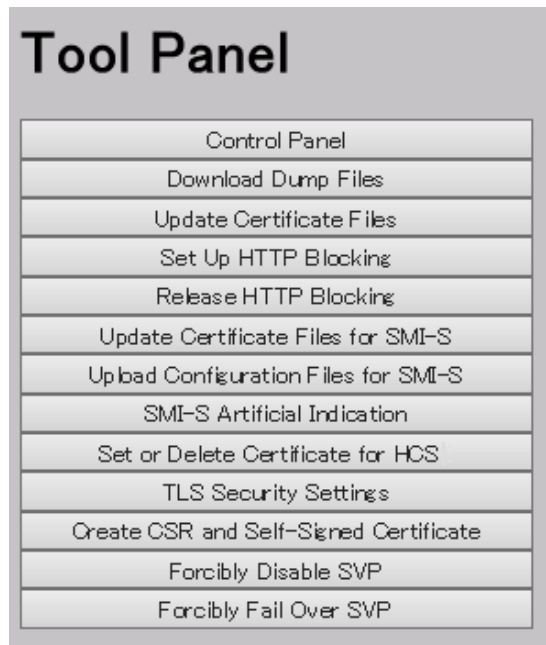 Tool Panel
Control Panel
Download Dump Files
Update Certificate Files
Set Up HTTP Blocking
Release HTTP Blocking
Update Certificate Files for SMI-S
Upload Configuration Files for SMI-S
SMI-S Artificial Indication
Set or Delete Certificate for HCS
TLS Security Settings
Create CSR and Self-Signed Certificate
Forcibly Disable SVP
Forcibly Fail Over SVP